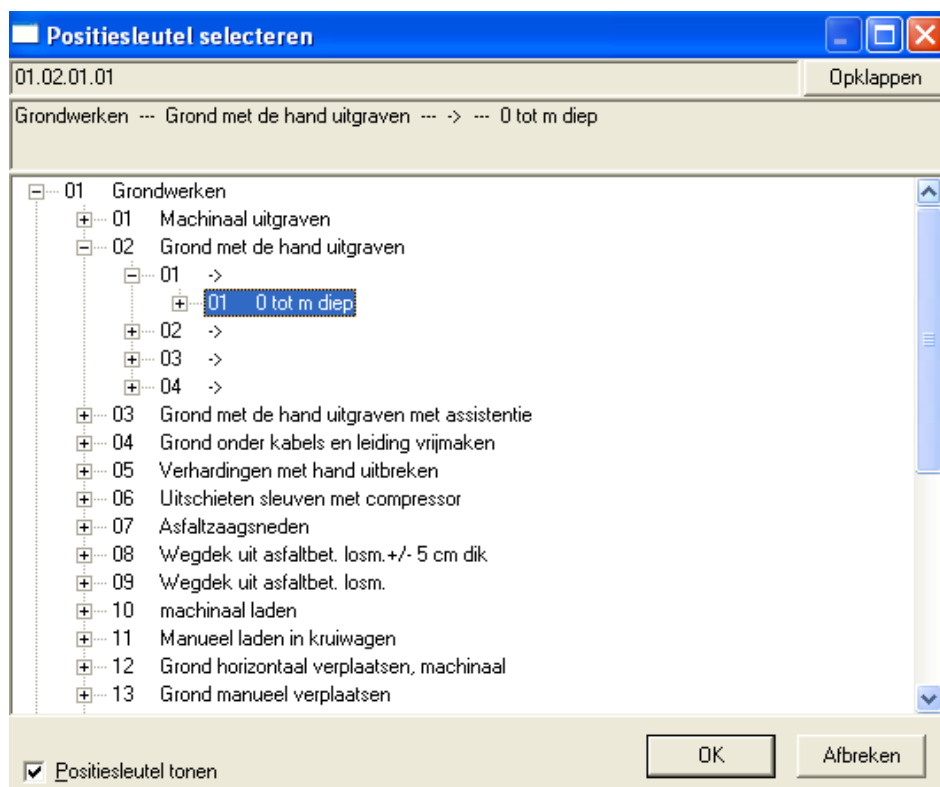 Positiesleutel selecteren
01.02.01.01 Opklappen
Grondwerken --- Grond met de hand uitgraven --- -> --- 0 tot m diep
01 Grondwerken
01 Machinaal uitgraven
02 Grond met de hand uitgraven
01 ->
01 0 tot m diep
02 ->
03 ->
04 ->
03 Grond met de hand uitgraven met assistentie
04 Grond onder kabels en leiding vrijmaken
05 Verhardingen met hand uitbreken
06 Uitschieten sleuven met compressor
07 Asfaltzaagsneden
08 Wegdek uit asfaltbet. losm.+/- 5 cm dik
09 Wegdek uit asfaltbet. losm.
10 machinaal laden
11 Manueel laden in kruiwagen
12 Grond horizontaal verplaatsen, machinaal
13 Grond manueel verplaatsen
Positiesleutel tonen OK Afbreken